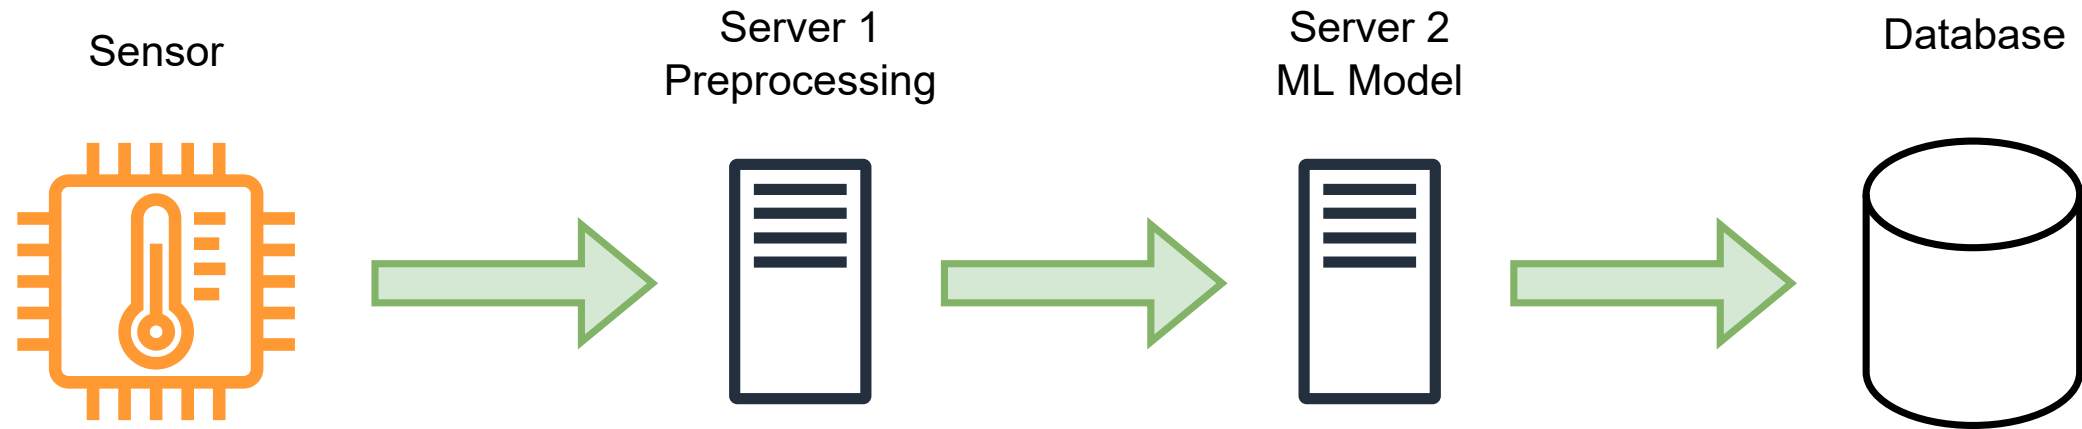 Sensor
Server 1
Preprocessing
Server 2
ML Model
Database